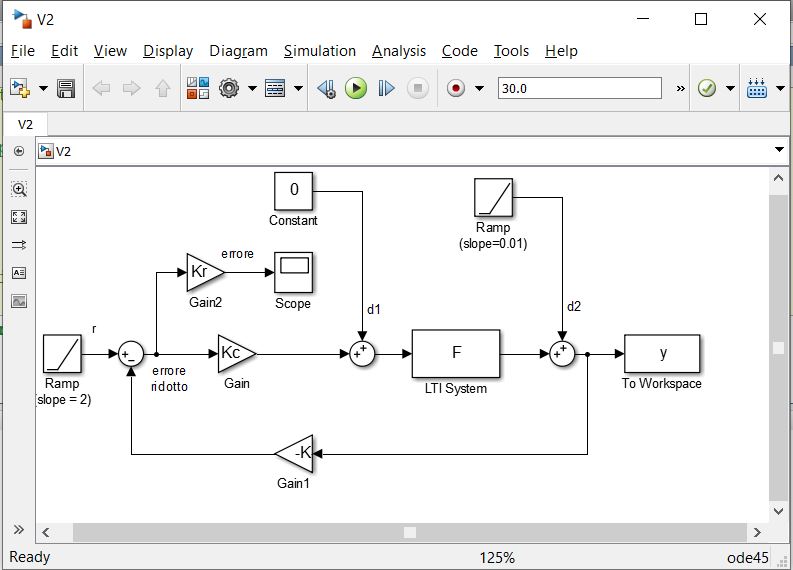 V2
File Edit View Display Diagram Simulation Analysis Code Tools Help
30.0
»
V2
V2
0
Constant
Ramp
(slope=0.01)
errore
Kr
Gain2
Scope
d1
d2
r
+
−
Kc
Gain
errore
ridotto
+
+
F
LTI System
+
+
y
To Workspace
Ramp
slope = 2)
-K
Gain1
»
Ready 125% ode45